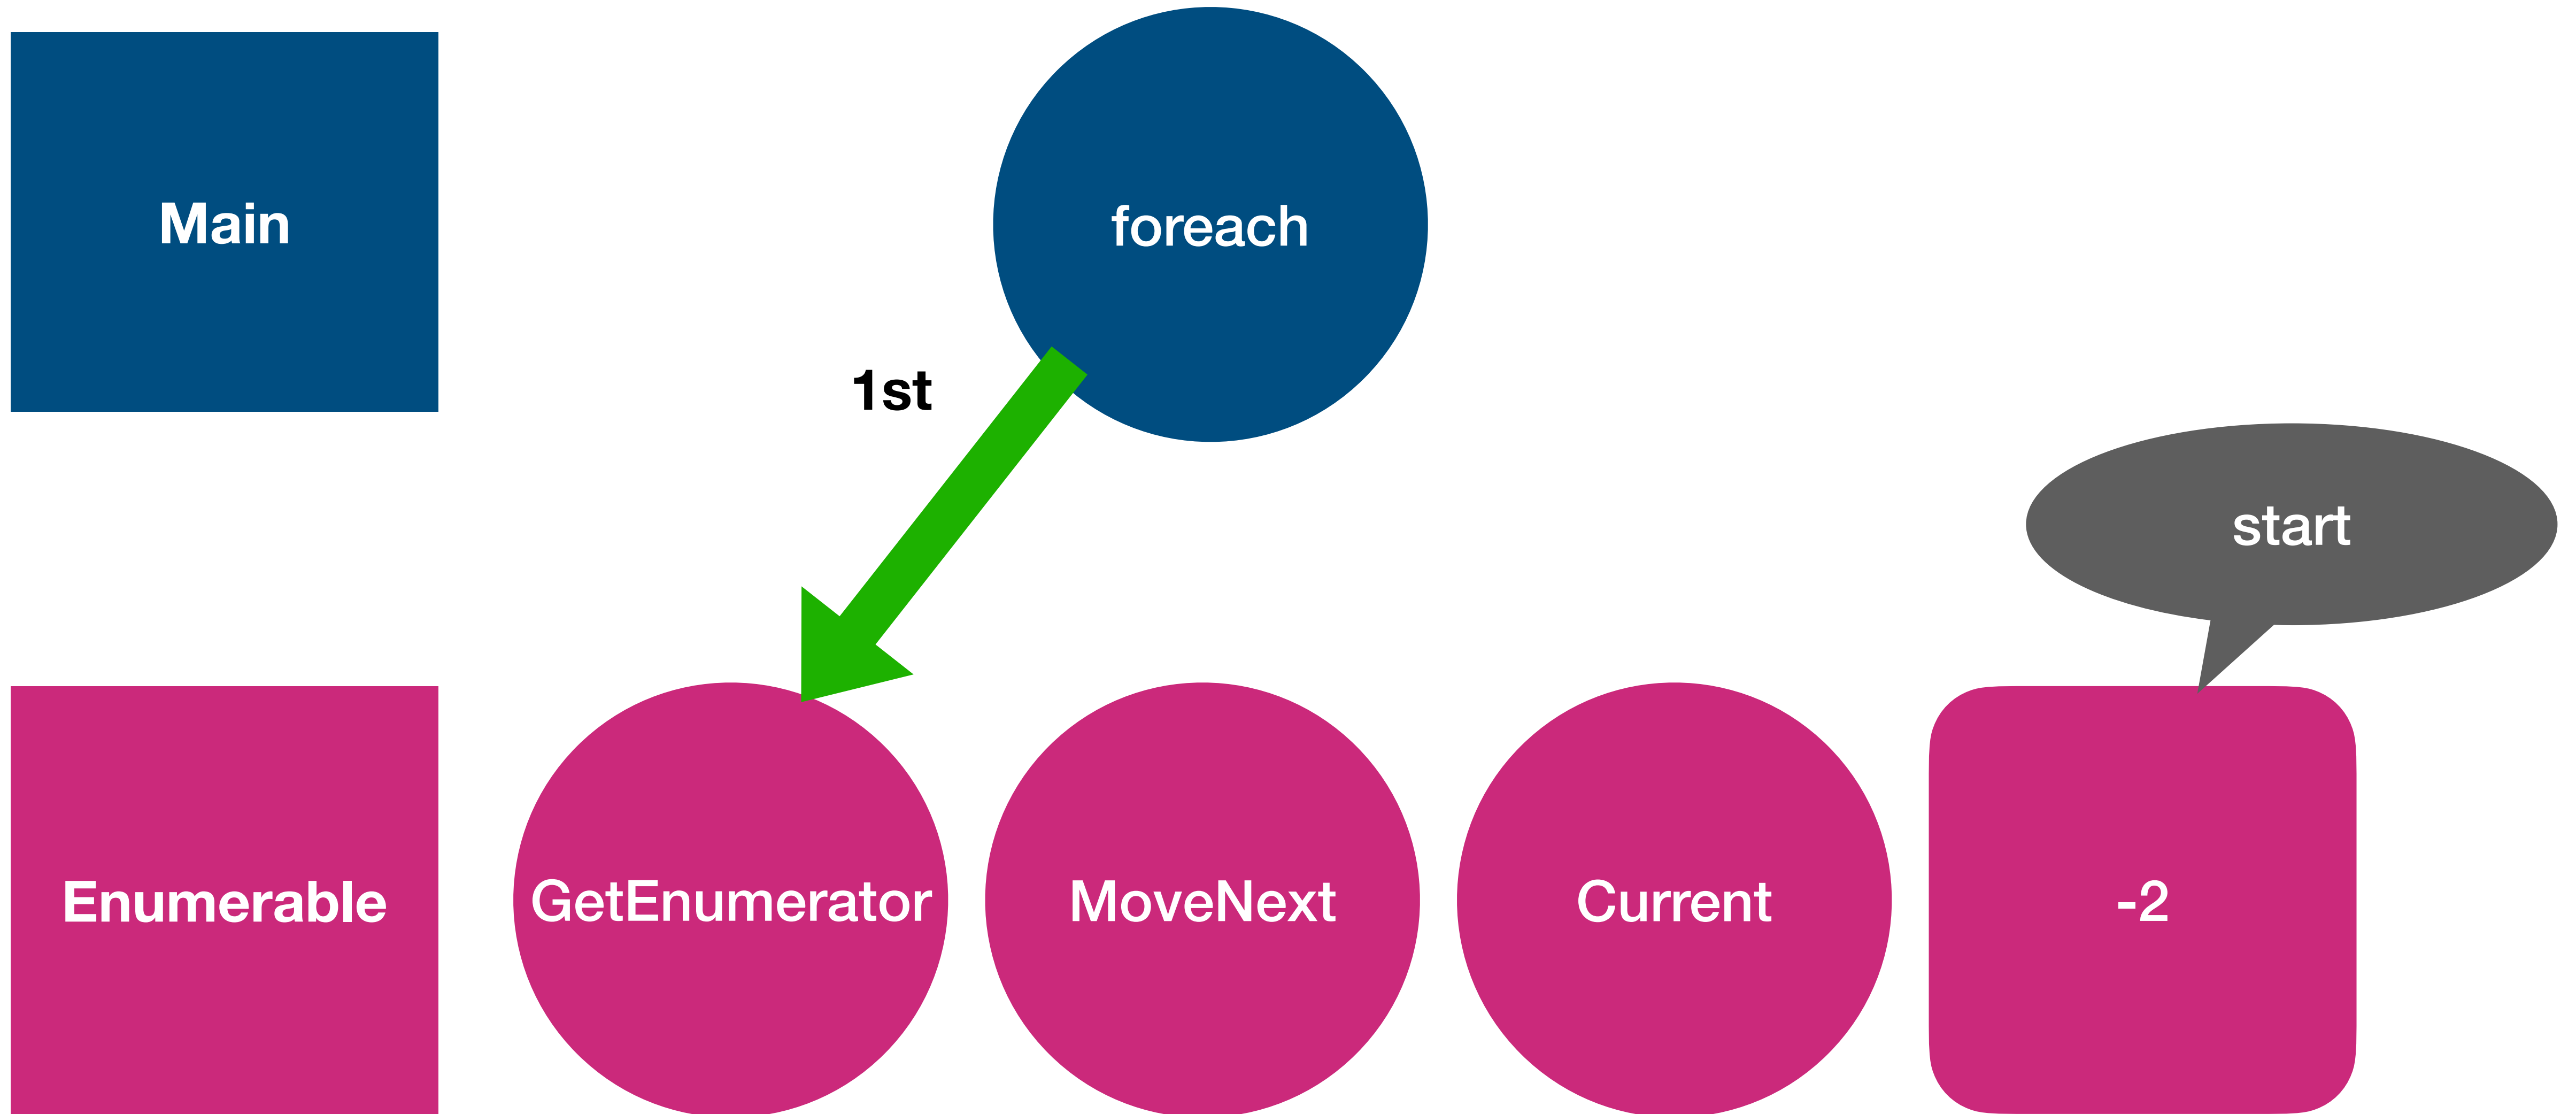 Main
foreach
1st
start
Enumerable
GetEnumerator
MoveNext
Current
-2